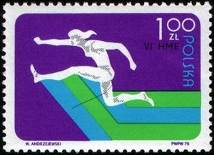 1.00
ZŁ
VI HME
POLSKA
W. ANDRZEJEWSKI
PWPW 75